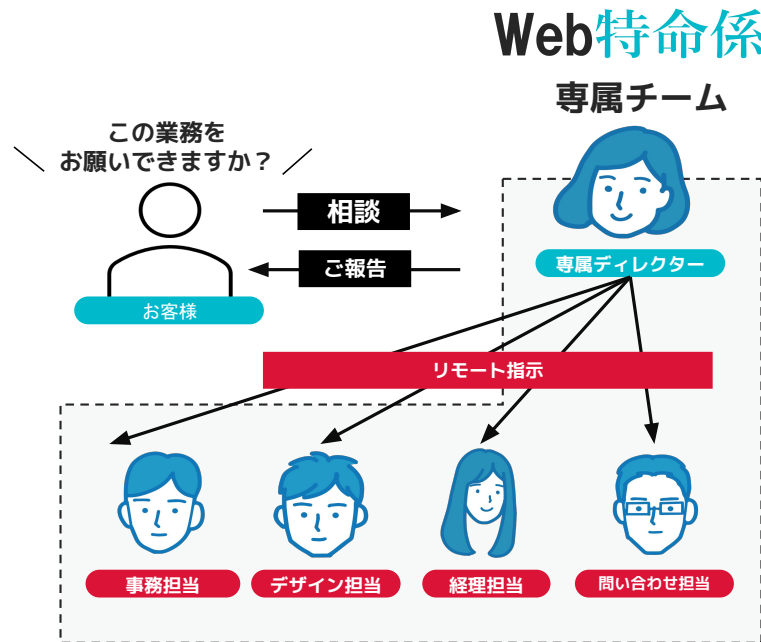 Web特命係
専属チーム
この業務を
お願いできますか？
相談
ご報告
専属ディレクター
お客様
リモート指示
事務担当
デザイン担当
経理担当
問い合わせ担当